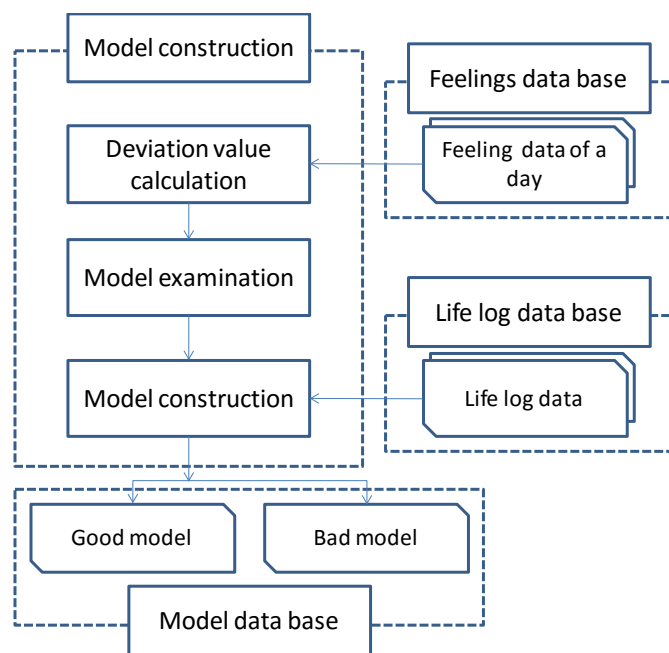 Model construction
Feelings data base
Deviation value
calculation
Feeling data of a
day
Model examination
Life log data base
Model construction
Life log data
Good model
Bad model
Model data base